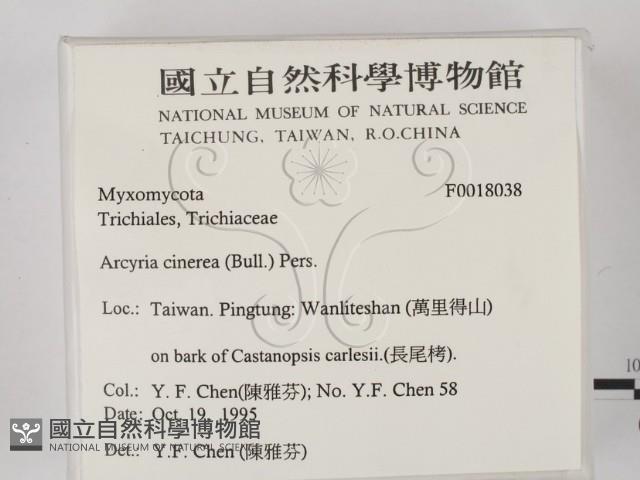 國立自然科學博物館
NATIONAL MUSEUM OF NATURAL SCIENCE
TAICHUNG, TAIWAN, R.O.CHINA
Myxomycota F0018038
Trichiales, Trichiaceae
Arcyria cinerea (Bull.) Pers.
Loc.: Taiwan. Pingtung: Wanliteshan (萬里得山)
on bark of Castanopsis carlesii.(長尾栲).
Col.: Y. F. Chen(陳雅芬); No. Y.F. Chen 58
Date: Oct. 19, 1995
Det.: Y.F. Chen (陳雅芬)
國立自然科學博物館
NATIONAL MUSEUM OF NATURAL SCIENCE
10